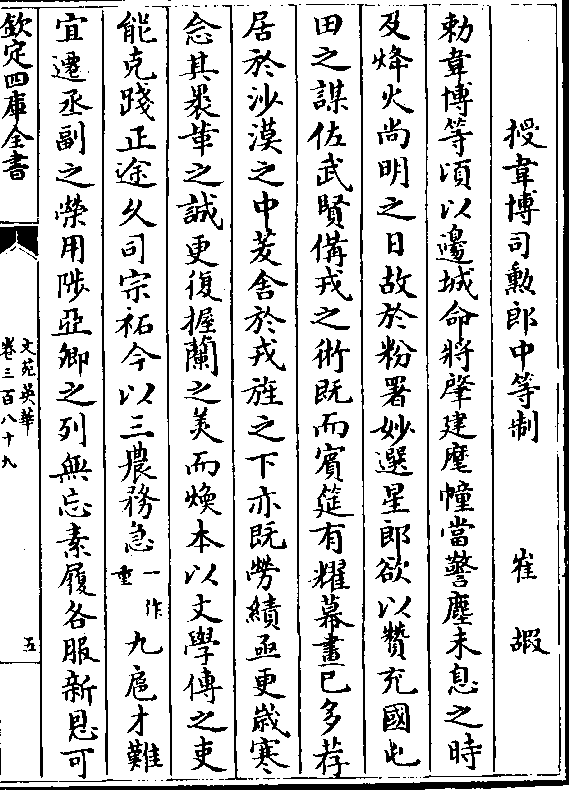 授韋博司勲郎中等制 崔嘏
勅韋博等頃以邊城命將肇建麾幢當警塵未息之時
及烽火尚明之日故於粉署妙選星郎欲以贊充國屯
田之謀佐武賢備戎之術既而賓筵有耀幕畫已多荐
居於沙漠之中茇舍於戎旌之下亦既勞績亟更歳寒
念其裘革之誠更復握蘭之美而煥本以文學傳之吏
能克踐正途久司宗祏今以三農務急一作重九扈才難
宜遷丞副之榮用陟亞卿之列無忘素履各服新恩可
欽定四庫全書
文苑英華
卷三百八十九
五